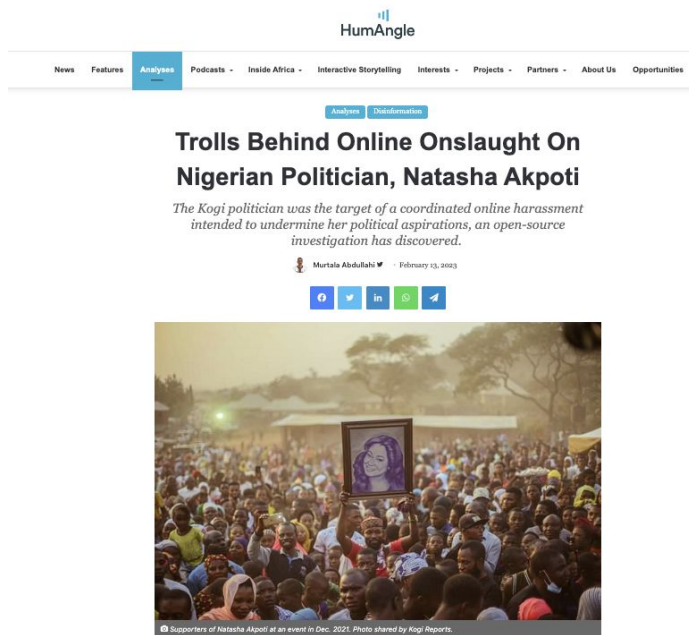 HumAngle
News Features Analyses Podcasts Inside Africa Interactive Storytelling Interests Projects Partners About Us Opportunities
Analyses Disinformation
Trolls Behind Online Onslaught On
Nigerian Politician, Natasha Akpoti
The Kogi politician was the target of a coordinated online harassment
intended to undermine her political aspirations, an open-source
investigation has discovered.
Murtala Abdullahi · February 13, 2023
Supporters of Natasha Akpoti at an event in Dec. 2021. Photo shared by Kogi Reports.